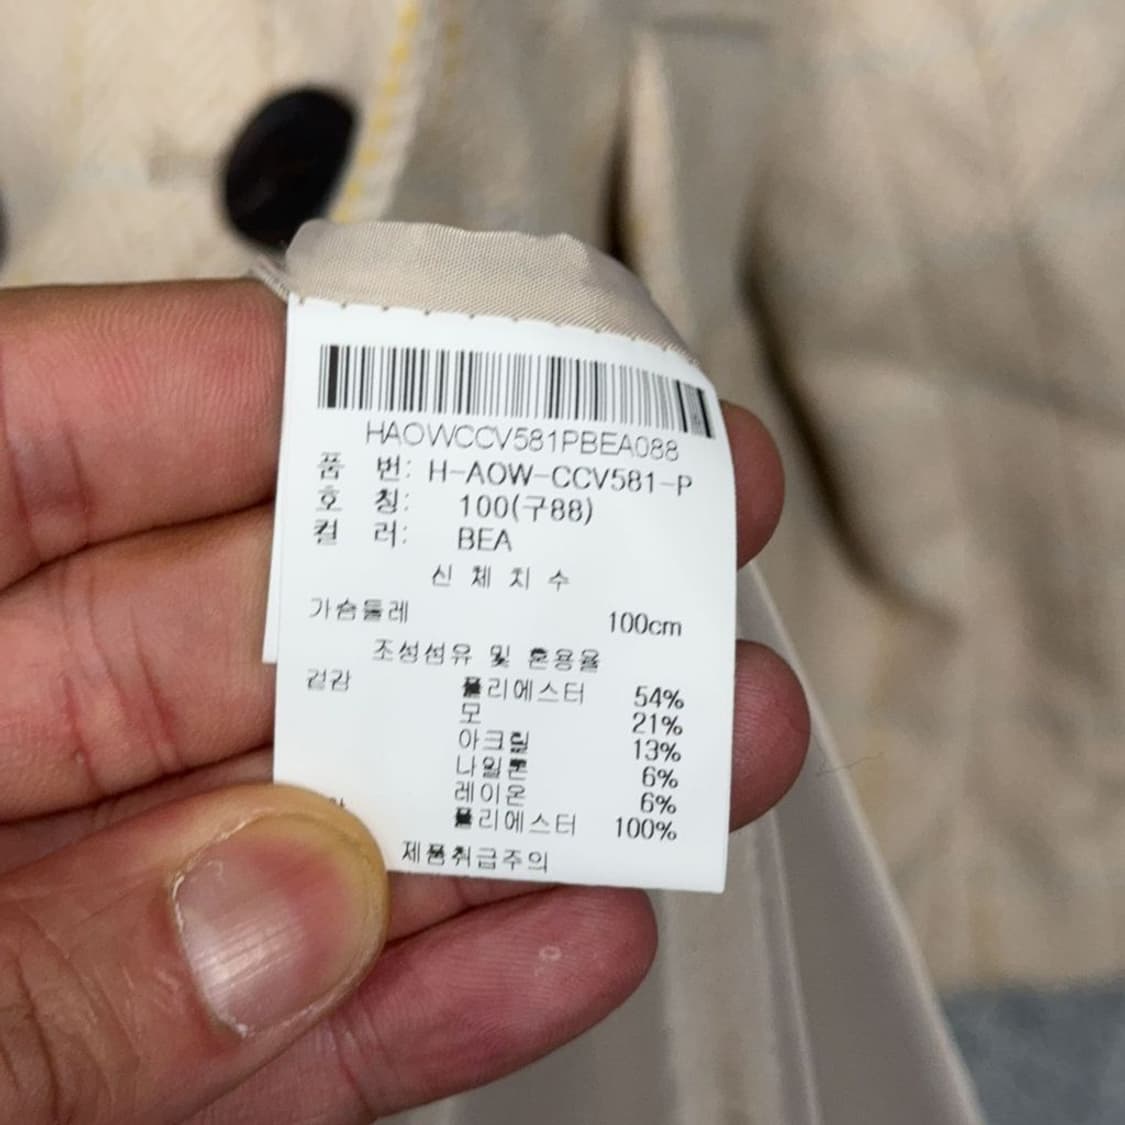 HAOWCCV581PBEA088
품 번: H-AOW-CCV581-P
호 칭: 100(구88)
컬 러: BEA
신 체 치 수
가슴둘레 100cm
조성섬유 및 혼용율
겉감 폴리에스터 54%
모 21%
아크릴 13%
나일론 6%
레이온 6%
폴리에스터 100%
제품취급주의